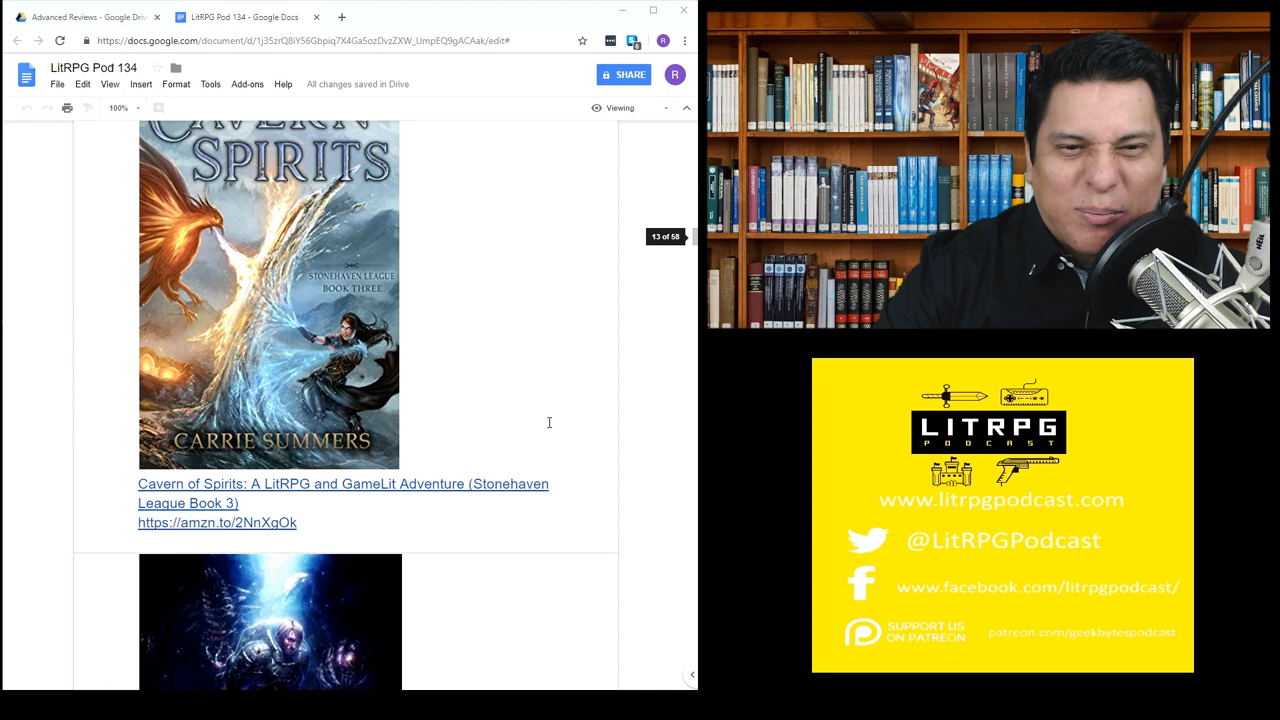 Advanced Reviews - Google Driv
LitRPG Pod 134 - Google Docs
https://docs.google.com/document/d/1j35zrQ8iY56Gbpiq7X4Ga5ozDvzZXW_UmpEQ9gACAak/edit#
LitRPG Pod 134
SHARE
R
File Edit View Insert Format Tools Add-ons Help All changes saved in Drive
100%
Viewing
CAVERN
SPIRITS
STONEHAVEN LEAGUE
BOOK THREE
CARRIE SUMMERS
13 of 58
Cavern of Spirits: A LitRPG and GameLit Adventure (Stonehaven
League Book 3)
https://amzn.to/2NnXgOk
LITRPG
PODCAST
www.litrpgpodcast.com
@LitRPGPodcast
www.facebook.com/litrpgpodcast/
SUPPORT US
ON PATREON
patreon.com/geekbytespodcast